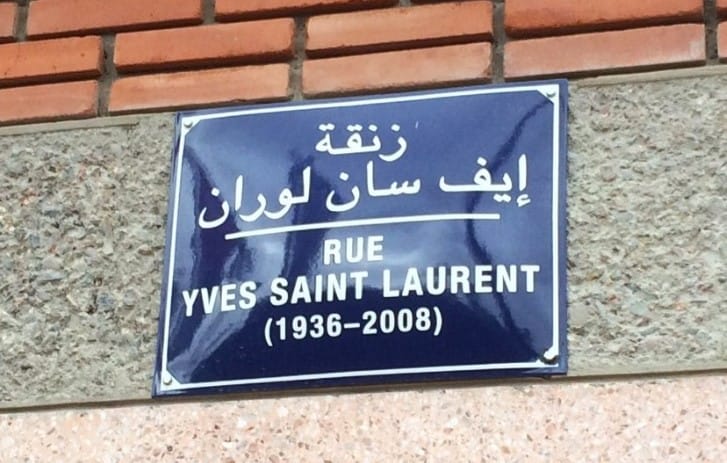 زنقة
إيف سان لوران
RUE
YVES SAINT LAURENT
(1936–2008)